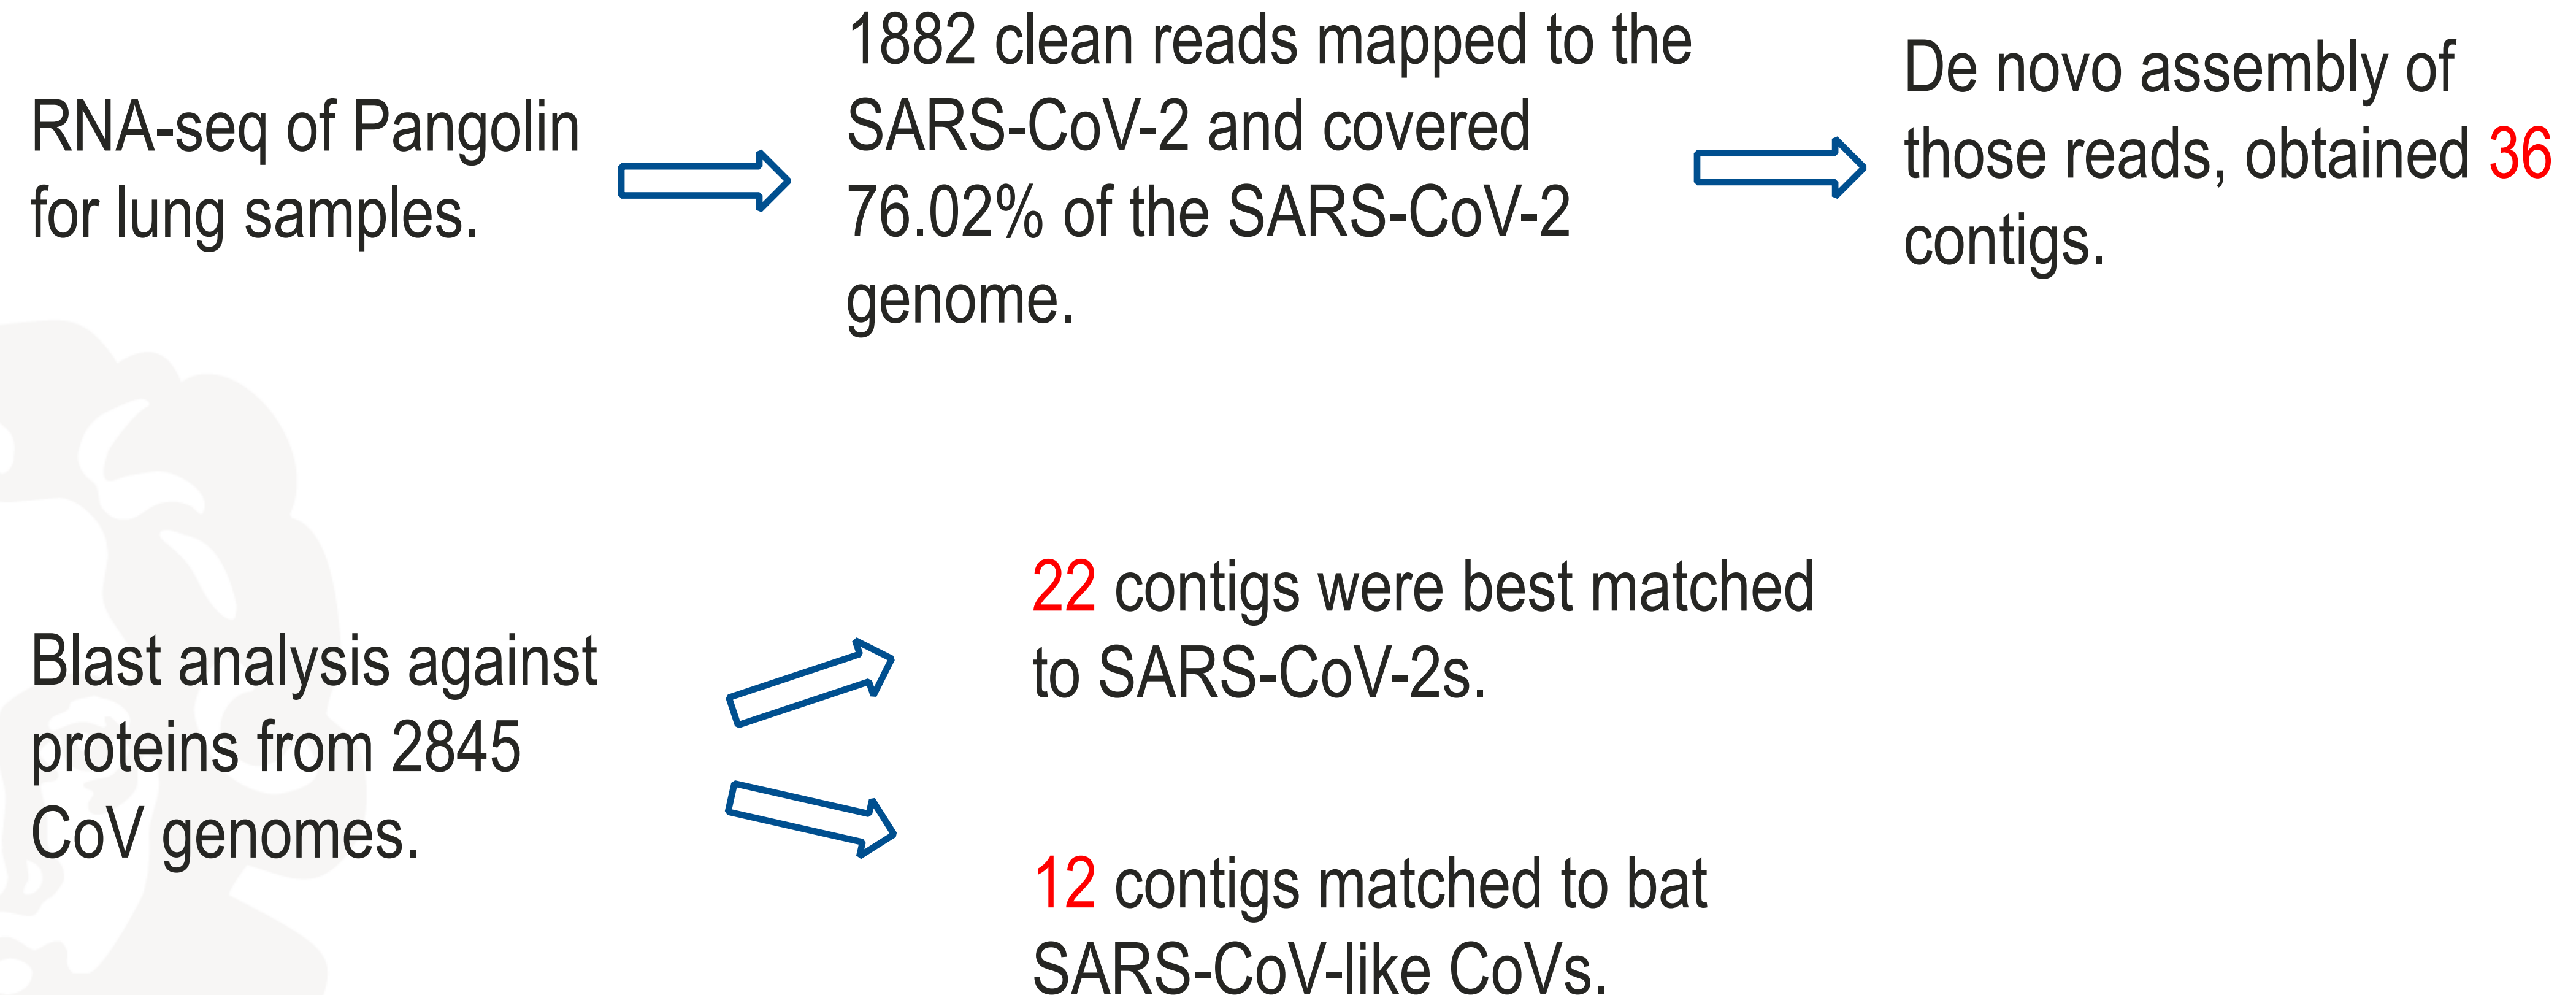 RNA-seq of Pangolin
for lung samples.
1882 clean reads mapped to the
SARS-CoV-2 and covered
76.02% of the SARS-CoV-2
genome.
De novo assembly of
those reads, obtained 36
contigs.
Blast analysis against
proteins from 2845
CoV genomes.
22 contigs were best matched
to SARS-CoV-2s.
12 contigs matched to bat
SARS-CoV-like CoVs.